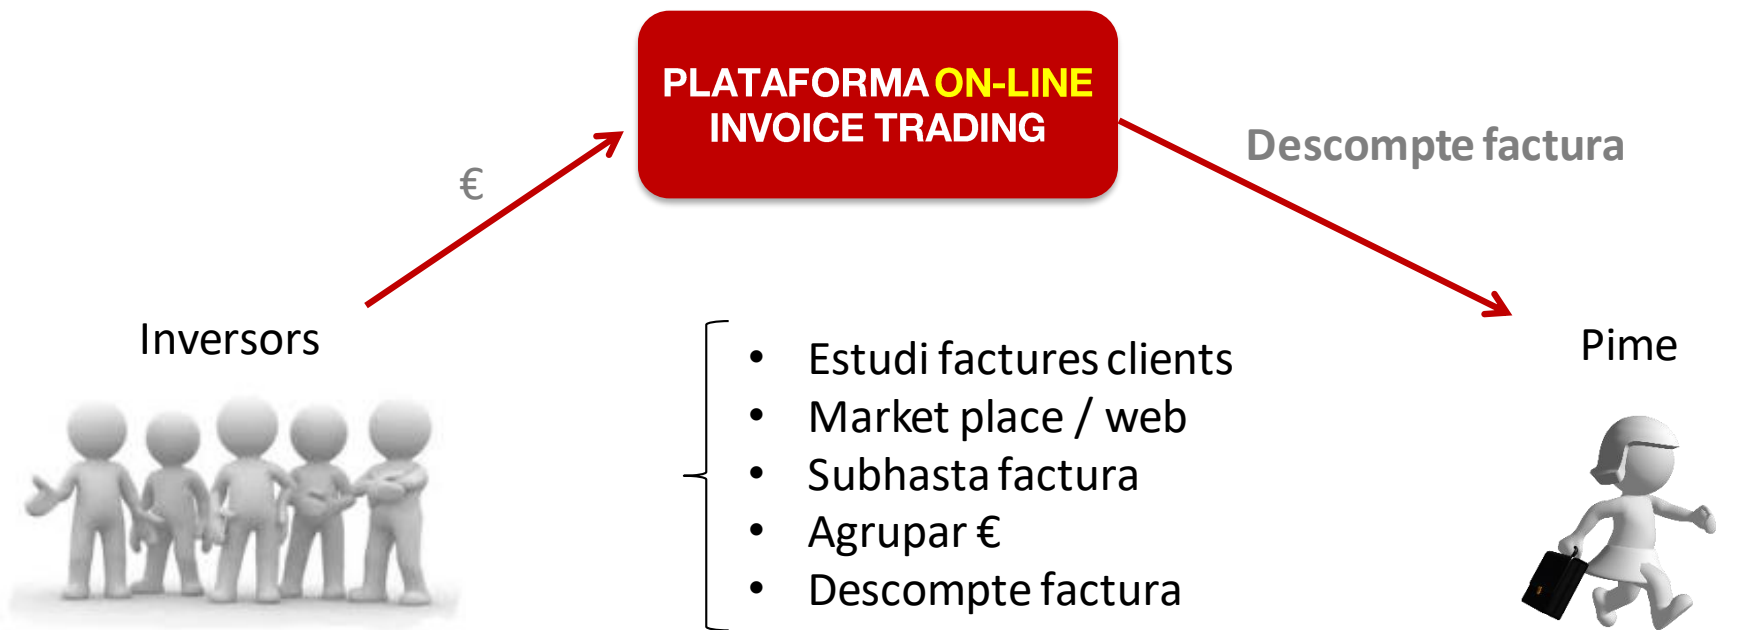 PLATAFORMA ON-LINE
INVOICE TRADING
€
Descompte factura
Inversors
Pime
• Estudi factures clients
• Market place / web
• Subhasta factura
• Agrupar €
• Descompte factura